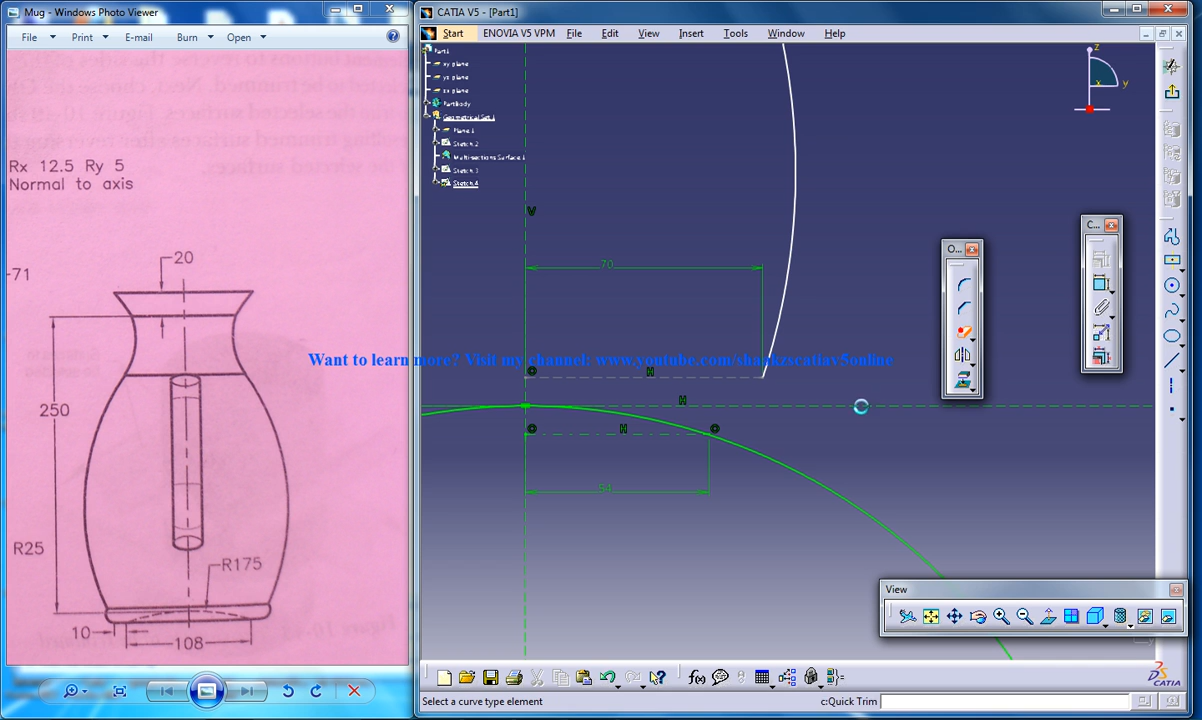 Mug - Windows Photo Viewer
File Print E-mail Burn Open
Rx 12.5 Ry 5
Normal to axis
20
-71
250
R25
R175
10
108
CATIA V5 - [Part1]
Start ENOVIA V5 VPM File Edit View Insert Tools Window Help
Part1
xy plane
yz plane
zx plane
PartBody
Geometrical Set.1
Plane.1
Sketch.2
Multi-sections Surface.1
Sketch.3
Sketch.4
z
x y
V
70
H
H
H
54
O...
C...
Want to learn more? Visit my channel: www.youtube.com/shankzscatiav5online
View
f(x)
CATIA
Select a curve type element
c:Quick Trim